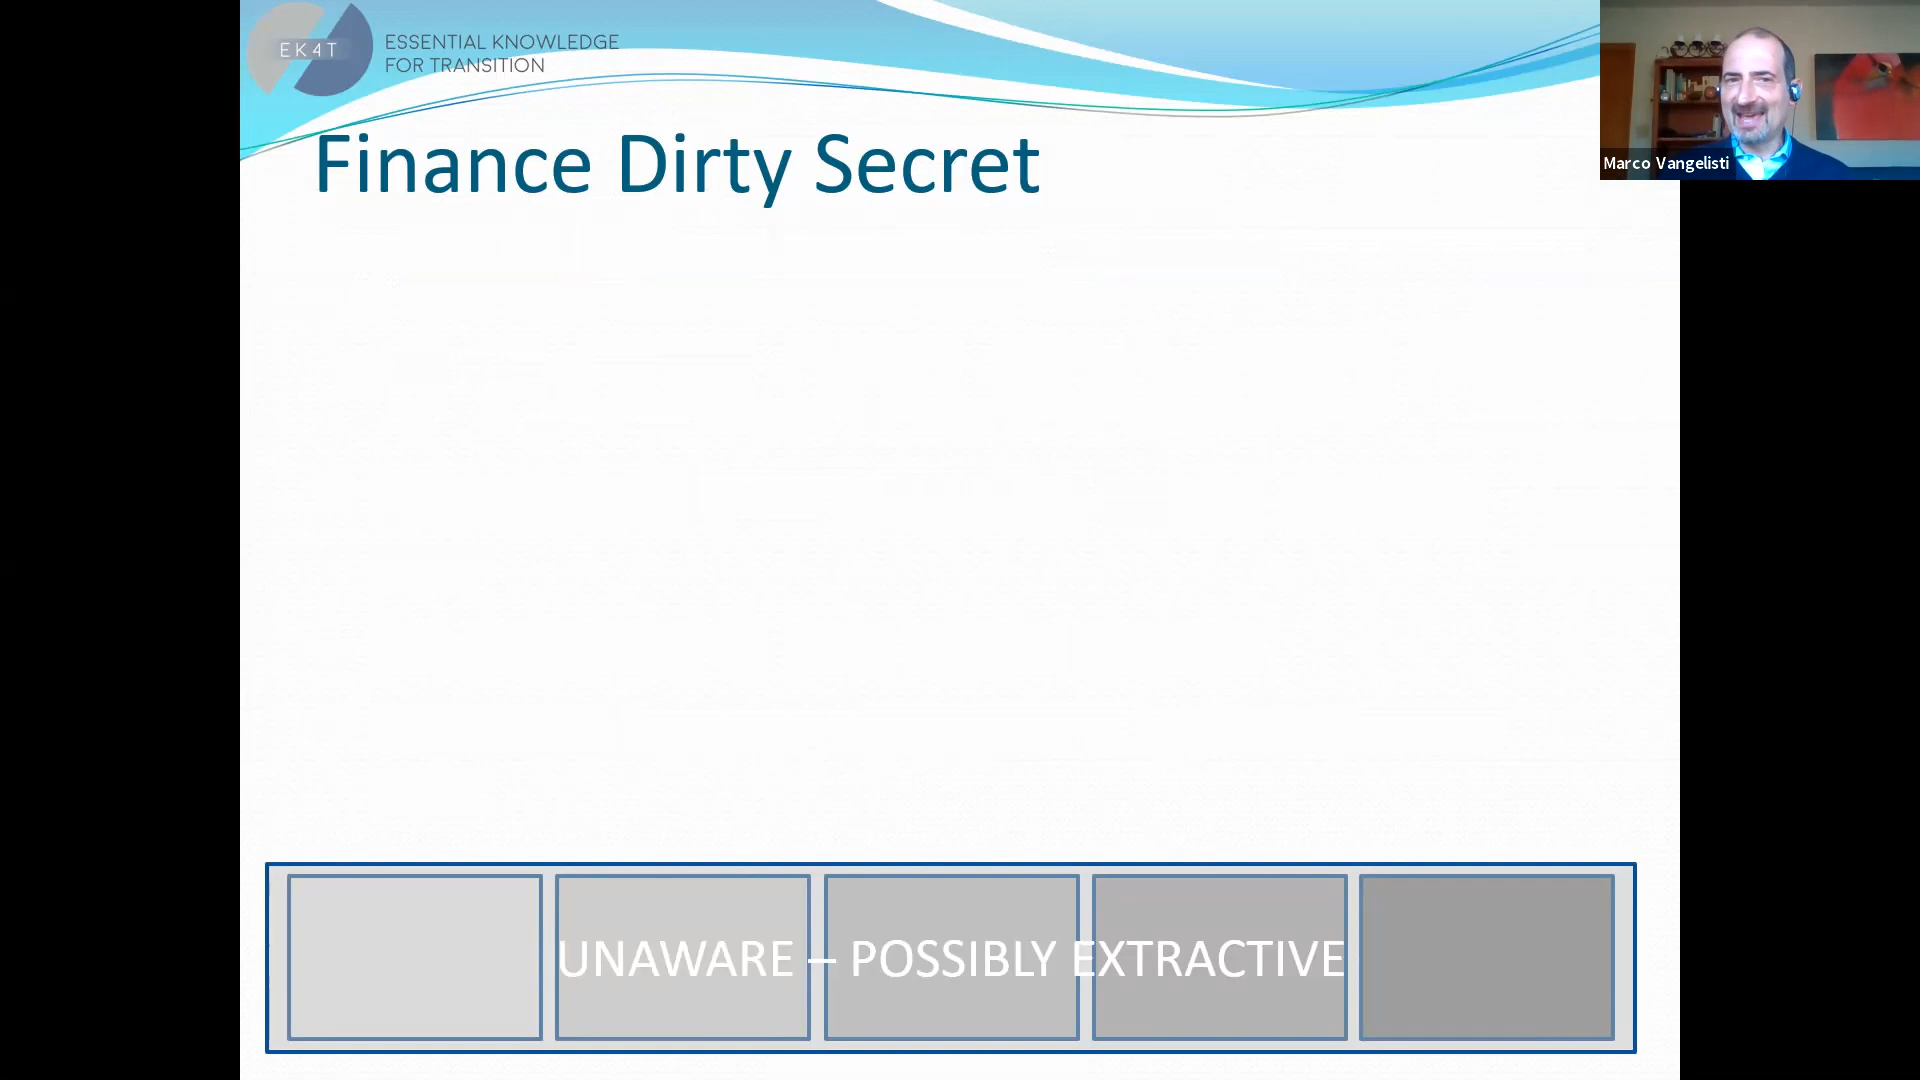 EK4T
ESSENTIAL KNOWLEDGE
FOR TRANSITION
Marco Vangelisti
Finance Dirty Secret
UNAWARE – POSSIBLY EXTRACTIVE